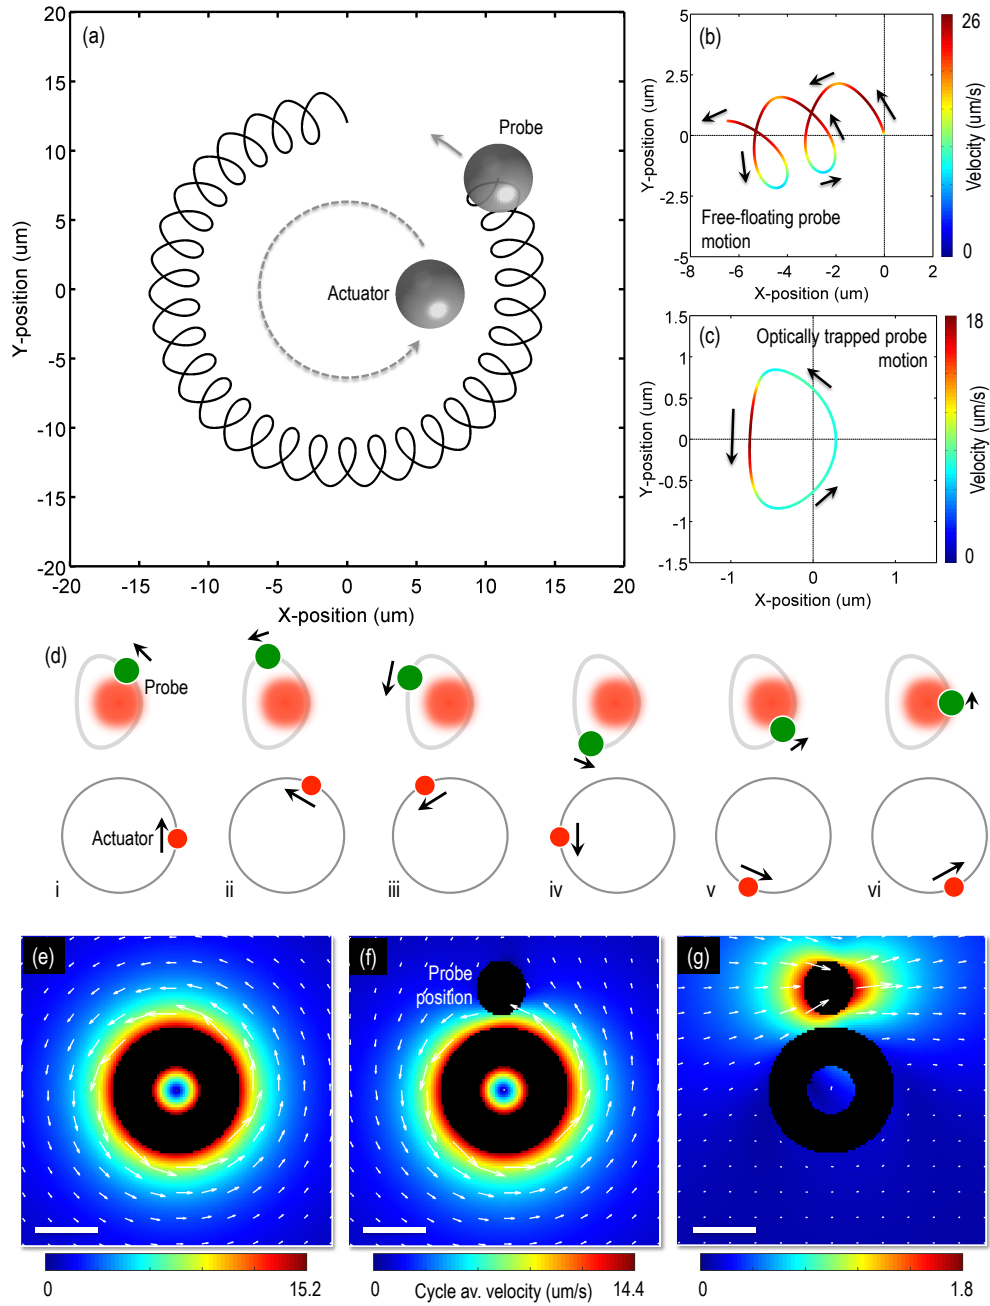 (a)
20
15
10
5
0
-5
-10
-15
-20
Y-position (um)
-20 -15 -10 -5 0 5 10 15 20
X-position (um)
Probe
Actuator
(b)
5
2.5
0
-2.5
-5
Y-position (um)
Free-floating probe
motion
-8 -6 -4 -2 0 2
X-position (um)
26
Velocity (um/s)
0
(c)
Optically trapped probe
motion
1.5
1
0.5
0
-0.5
-1
-1.5
Y-position (um)
-1 0 1
X-position (um)
18
Velocity (um/s)
0
(d)
Probe
Actuator
i ii iii iv v vi
(e)
(f)
Probe
position
(g)
0 15.2
0 Cycle av. velocity (um/s) 14.4
0 1.8